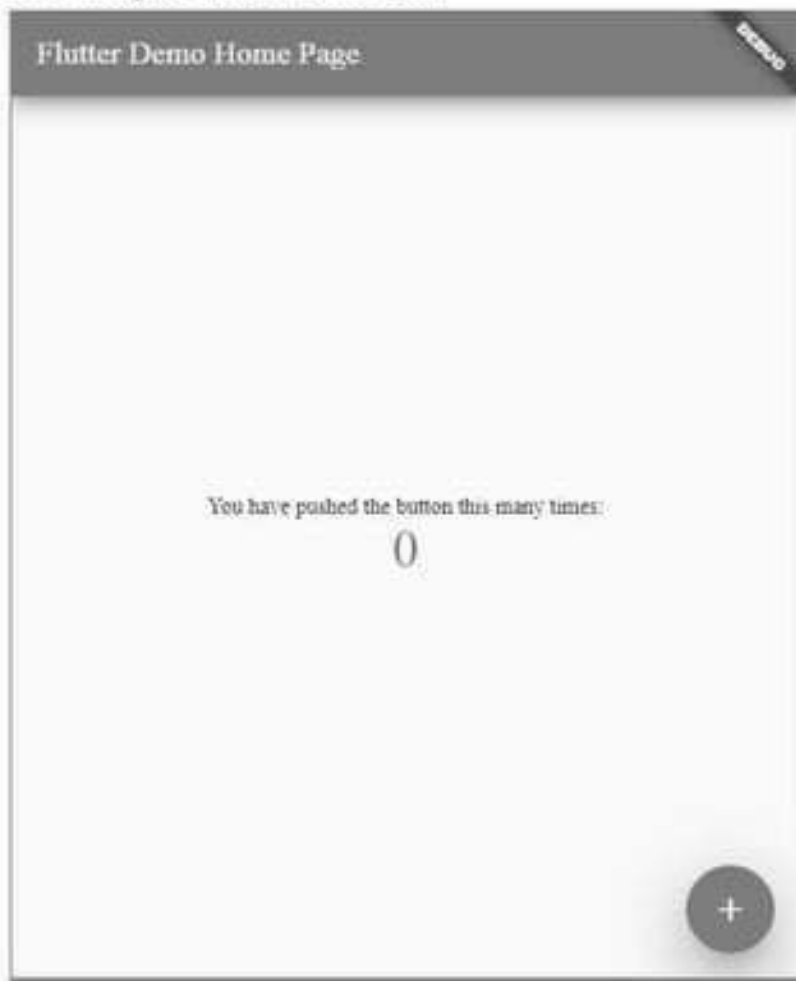 Flutter Demo Home Page
DEBUG
You have pushed the button this many times:
0
+